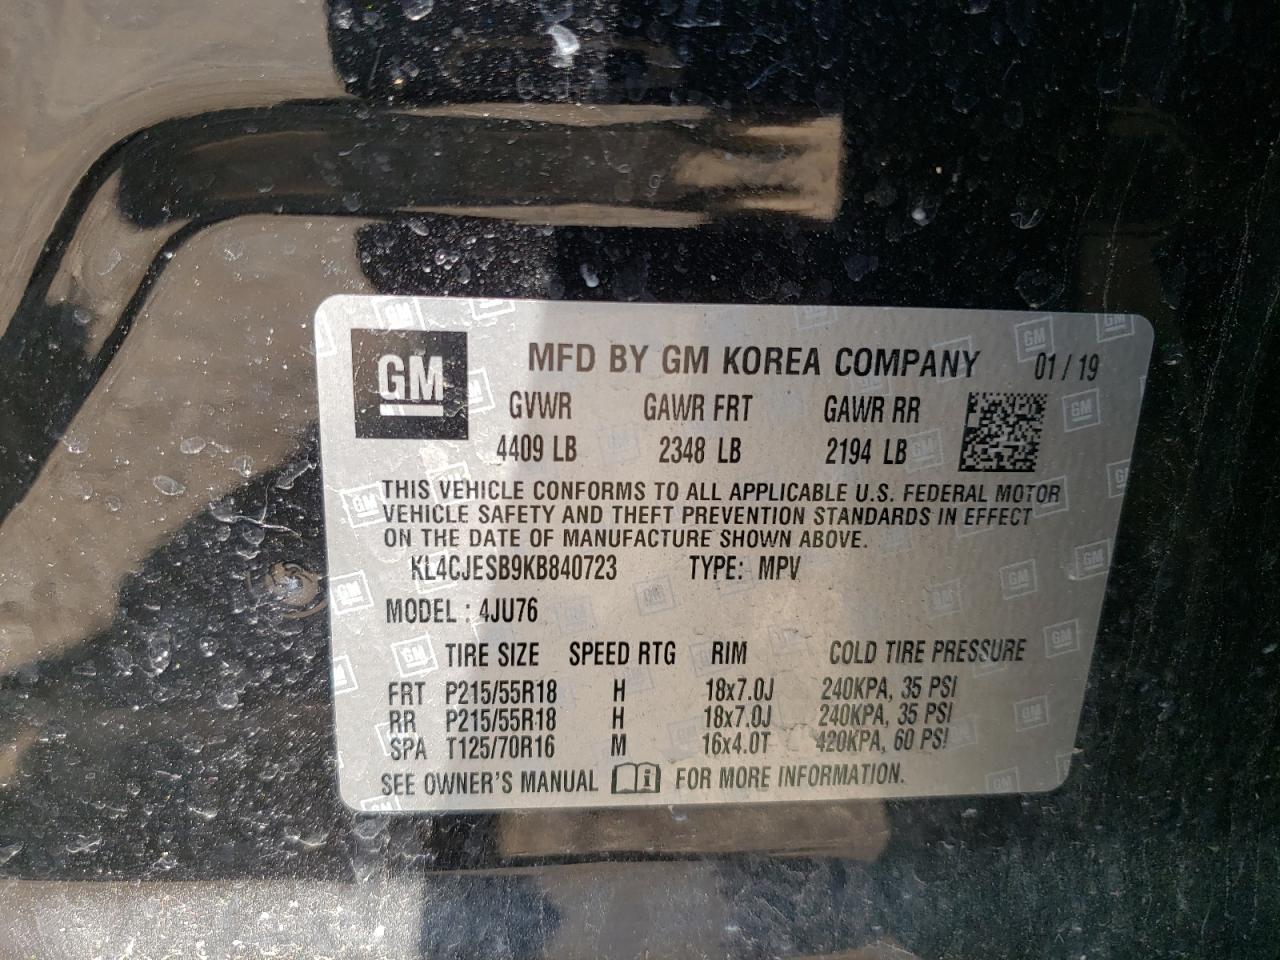 GM MFD BY GM KOREA COMPANY 01/19
GVWR GAWR FRT GAWR RR
4409 LB 2348 LB 2194 LB
THIS VEHICLE CONFORMS TO ALL APPLICABLE U.S. FEDERAL MOTOR
VEHICLE SAFETY AND THEFT PREVENTION STANDARDS IN EFFECT
ON THE DATE OF MANUFACTURE SHOWN ABOVE.
KL4CJESB9KB840723 TYPE: MPV
MODEL : 4JU76
TIRE SIZE SPEED RTG RIM COLD TIRE PRESSURE
FRT P215/55R18 H 18x7.0J 240KPA, 35 PSI
RR P215/55R18 H 18x7.0J 240KPA, 35 PSI
SPA T125/70R16 M 16x4.0T 420KPA, 60 PSI
SEE OWNER'S MANUAL FOR MORE INFORMATION.